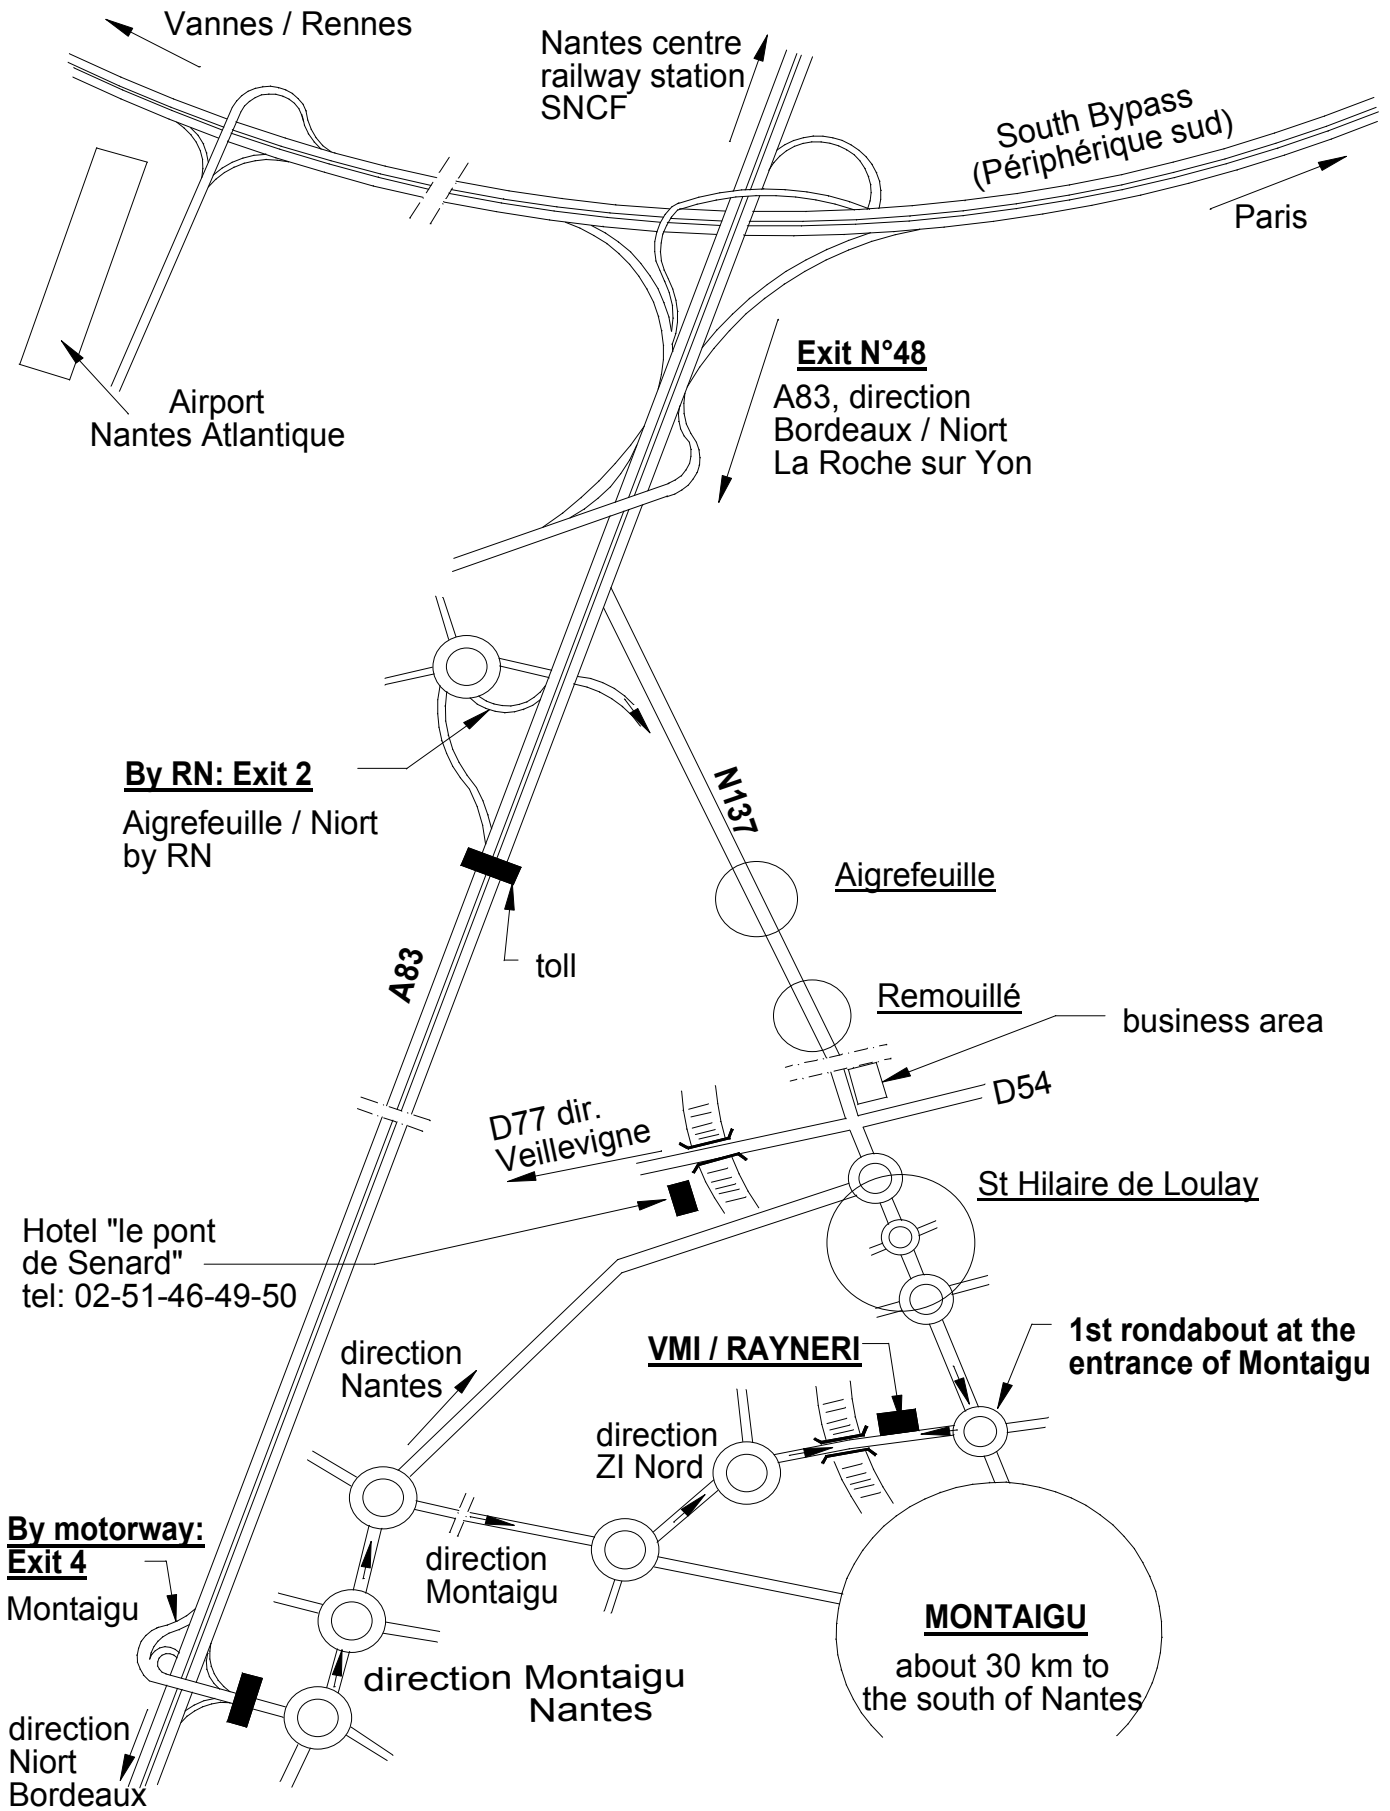 Vannes / Rennes
Nantes centre
railway station
SNCF
South Bypass
(Périphérique sud)
Paris
Exit N°48
A83, direction
Bordeaux / Niort
La Roche sur Yon
Airport
Nantes Atlantique
By RN: Exit 2
Aigrefeuille / Niort
by RN
N137
Aigrefeuille
A83
toll
Remouillé
business area
D54
D77 dir.
Veillevigne
St Hilaire de Loulay
Hotel "le pont
de Senard"
tel: 02-51-46-49-50
direction
Nantes
VMI / RAYNERI
1st rondabout at the
entrance of Montaigu
direction
ZI Nord
By motorway:
Exit 4
Montaigu
direction
Montaigu
MONTAIGU
about 30 km to
the south of Nantes
direction Montaigu
Nantes
direction
Niort
Bordeaux